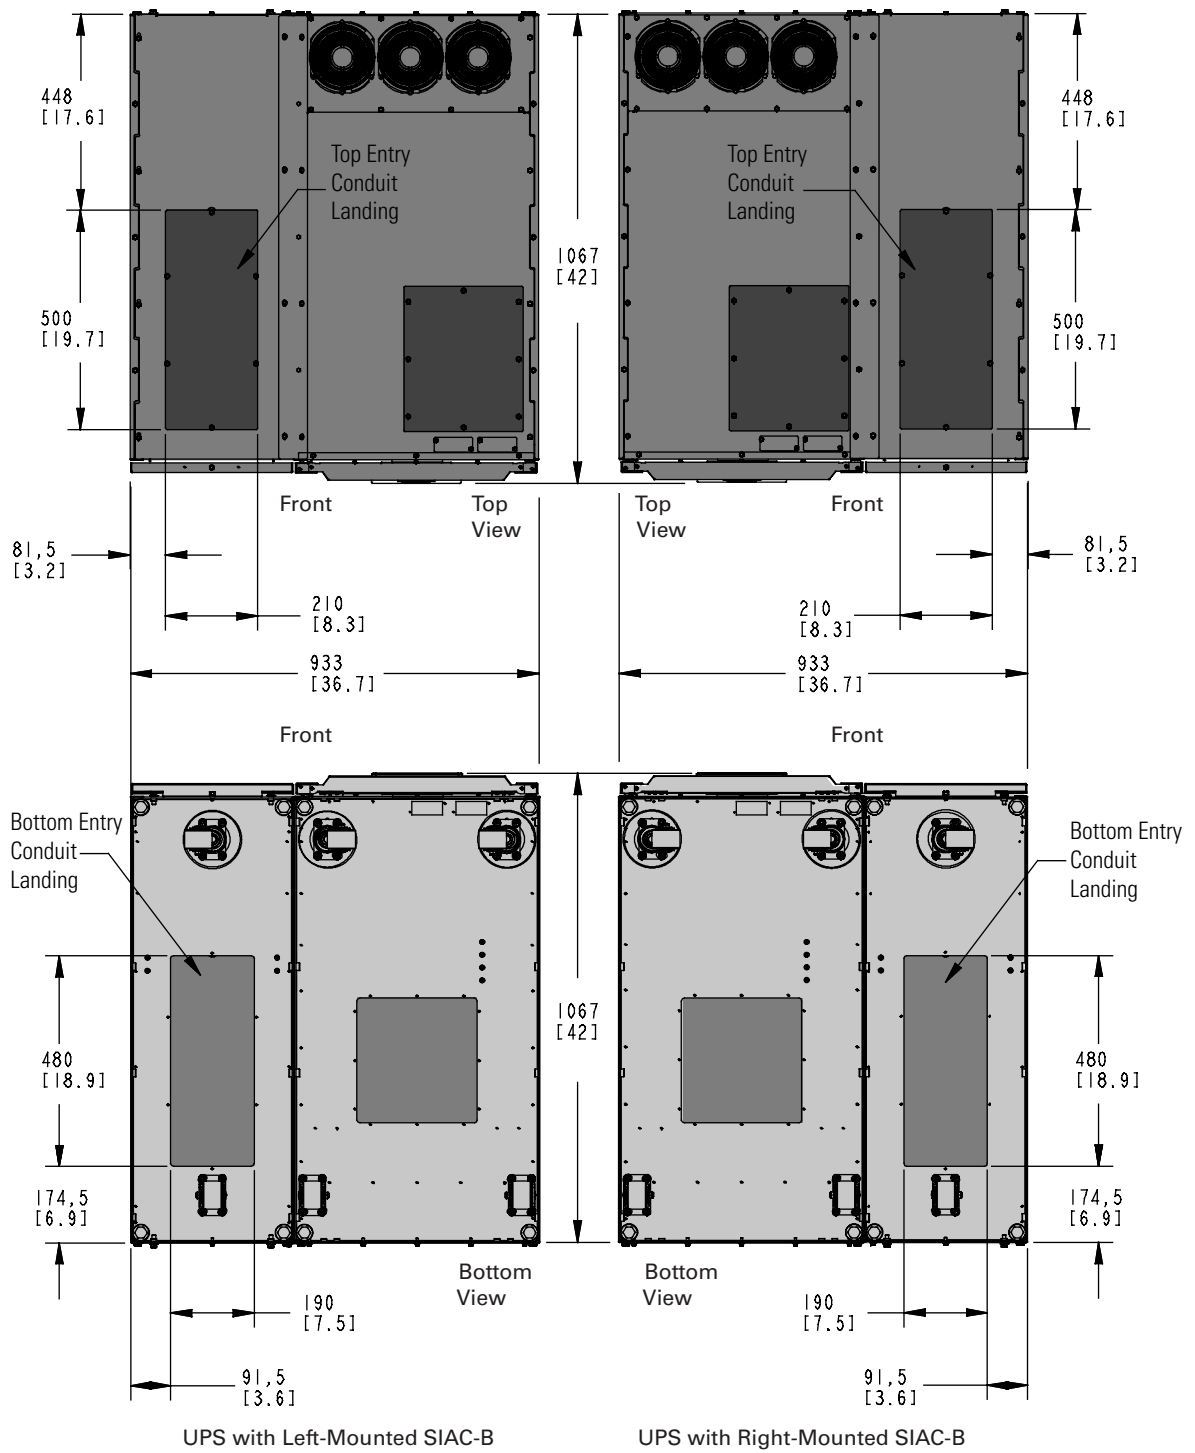 448
[17.6]
448
[17.6]
Top Entry
Conduit
Landing
Top Entry
Conduit
Landing
1067
[42]
500
[19.7]
500
[19.7]
Front
Top
View
Top
View
Front
81,5
[3.2]
81,5
[3.2]
210
[8.3]
210
[8.3]
933
[36.7]
933
[36.7]
Front
Front
Bottom Entry
Conduit
Landing
Bottom Entry
Conduit
Landing
1067
[42]
480
[18.9]
480
[18.9]
174,5
[6.9]
174,5
[6.9]
Bottom
View
Bottom
View
190
[7.5]
190
[7.5]
91,5
[3.6]
91,5
[3.6]
UPS with Left-Mounted SIAC-B
UPS with Right-Mounted SIAC-B